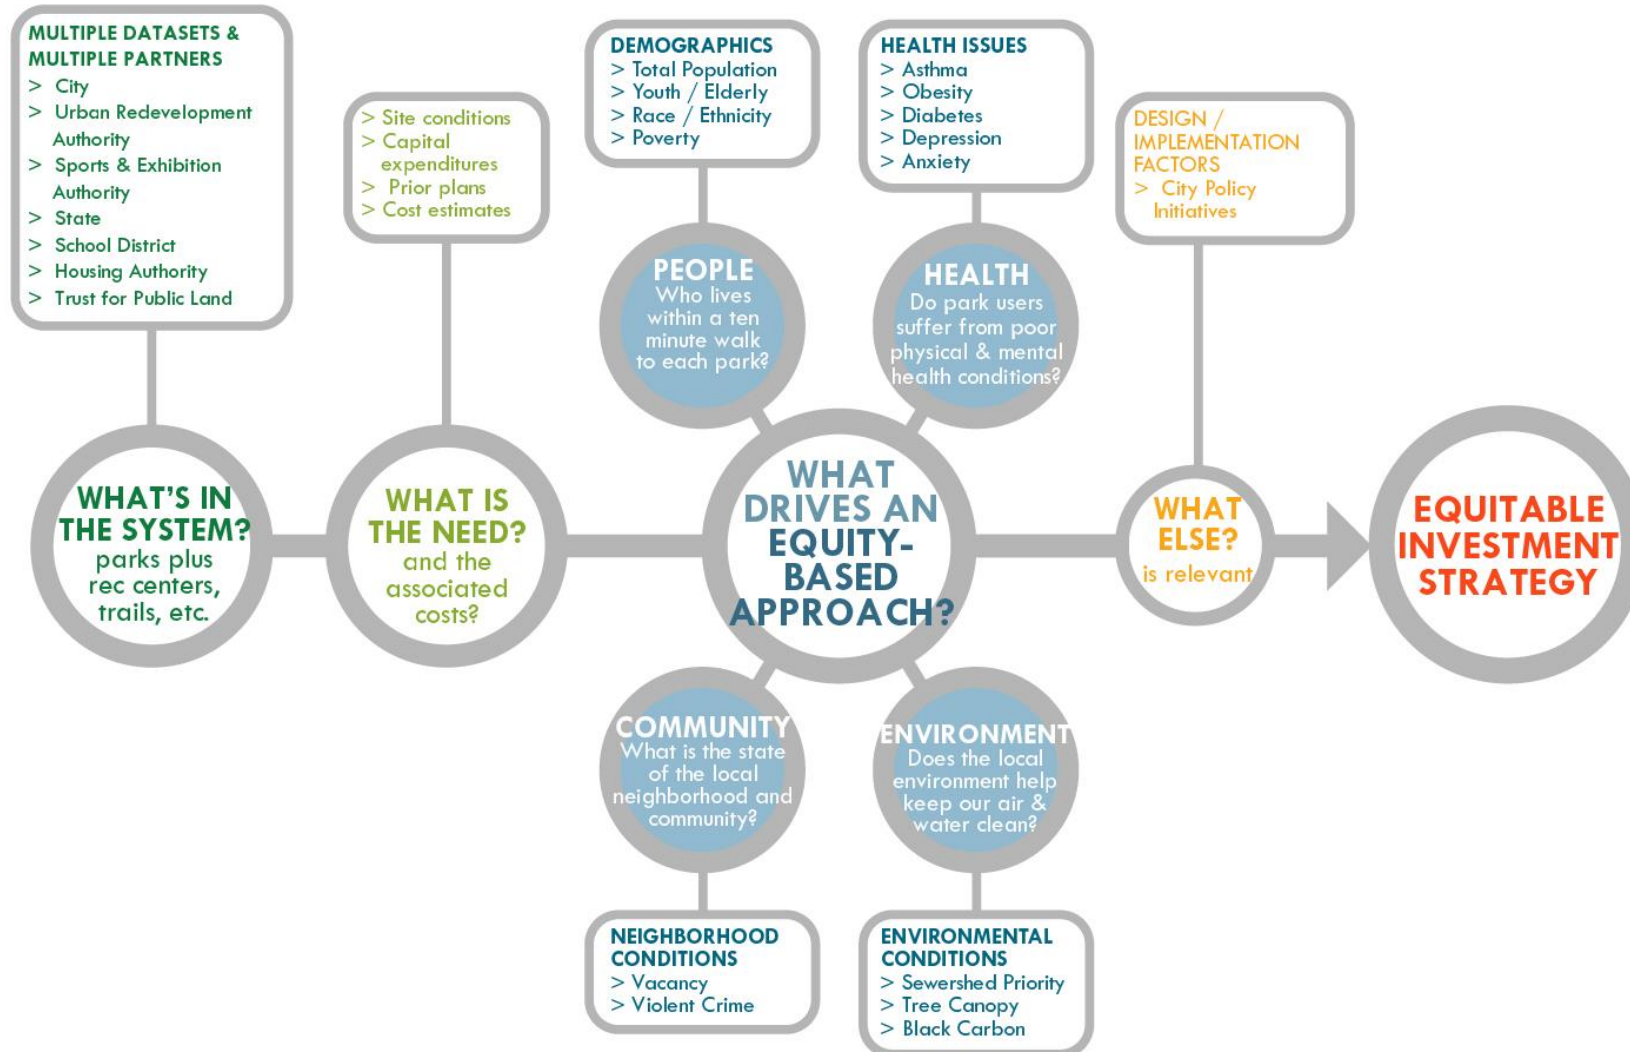 MULTIPLE DATASETS &
MULTIPLE PARTNERS
> City
> Urban Redevelopment
Authority
> Sports & Exhibition
Authority
> State
> School District
> Housing Authority
> Trust for Public Land
> Site conditions
> Capital
expenditures
> Prior plans
> Cost estimates
DEMOGRAPHICS
> Total Population
> Youth / Elderly
> Race / Ethnicity
> Poverty
HEALTH ISSUES
> Asthma
> Obesity
> Diabetes
> Depression
> Anxiety
DESIGN /
IMPLEMENTATION
FACTORS
> City Policy
Initiatives
PEOPLE
Who lives
within a ten
minute walk
to each park?
HEALTH
Do park users
suffer from poor
physical & mental
health conditions?
WHAT'S IN
THE SYSTEM?
parks plus
rec centers,
trails, etc.
WHAT IS
THE NEED?
and the
associated
costs?
WHAT
DRIVES AN
EQUITY-
BASED
APPROACH?
WHAT
ELSE?
is relevant
EQUITABLE
INVESTMENT
STRATEGY
COMMUNITY
What is the state
of the local
neighborhood and
community?
ENVIRONMENT
Does the local
environment help
keep our air &
water clean?
NEIGHBORHOOD
CONDITIONS
> Vacancy
> Violent Crime
ENVIRONMENTAL
CONDITIONS
> Sewershed Priority
> Tree Canopy
> Black Carbon